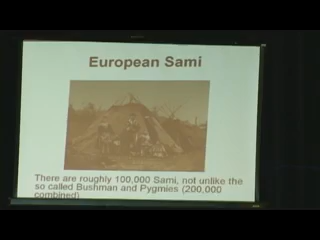 European Sami
There are roughly 100,000 Sami, not unlike the
so called Bushman and Pygmies (200,000
combined)